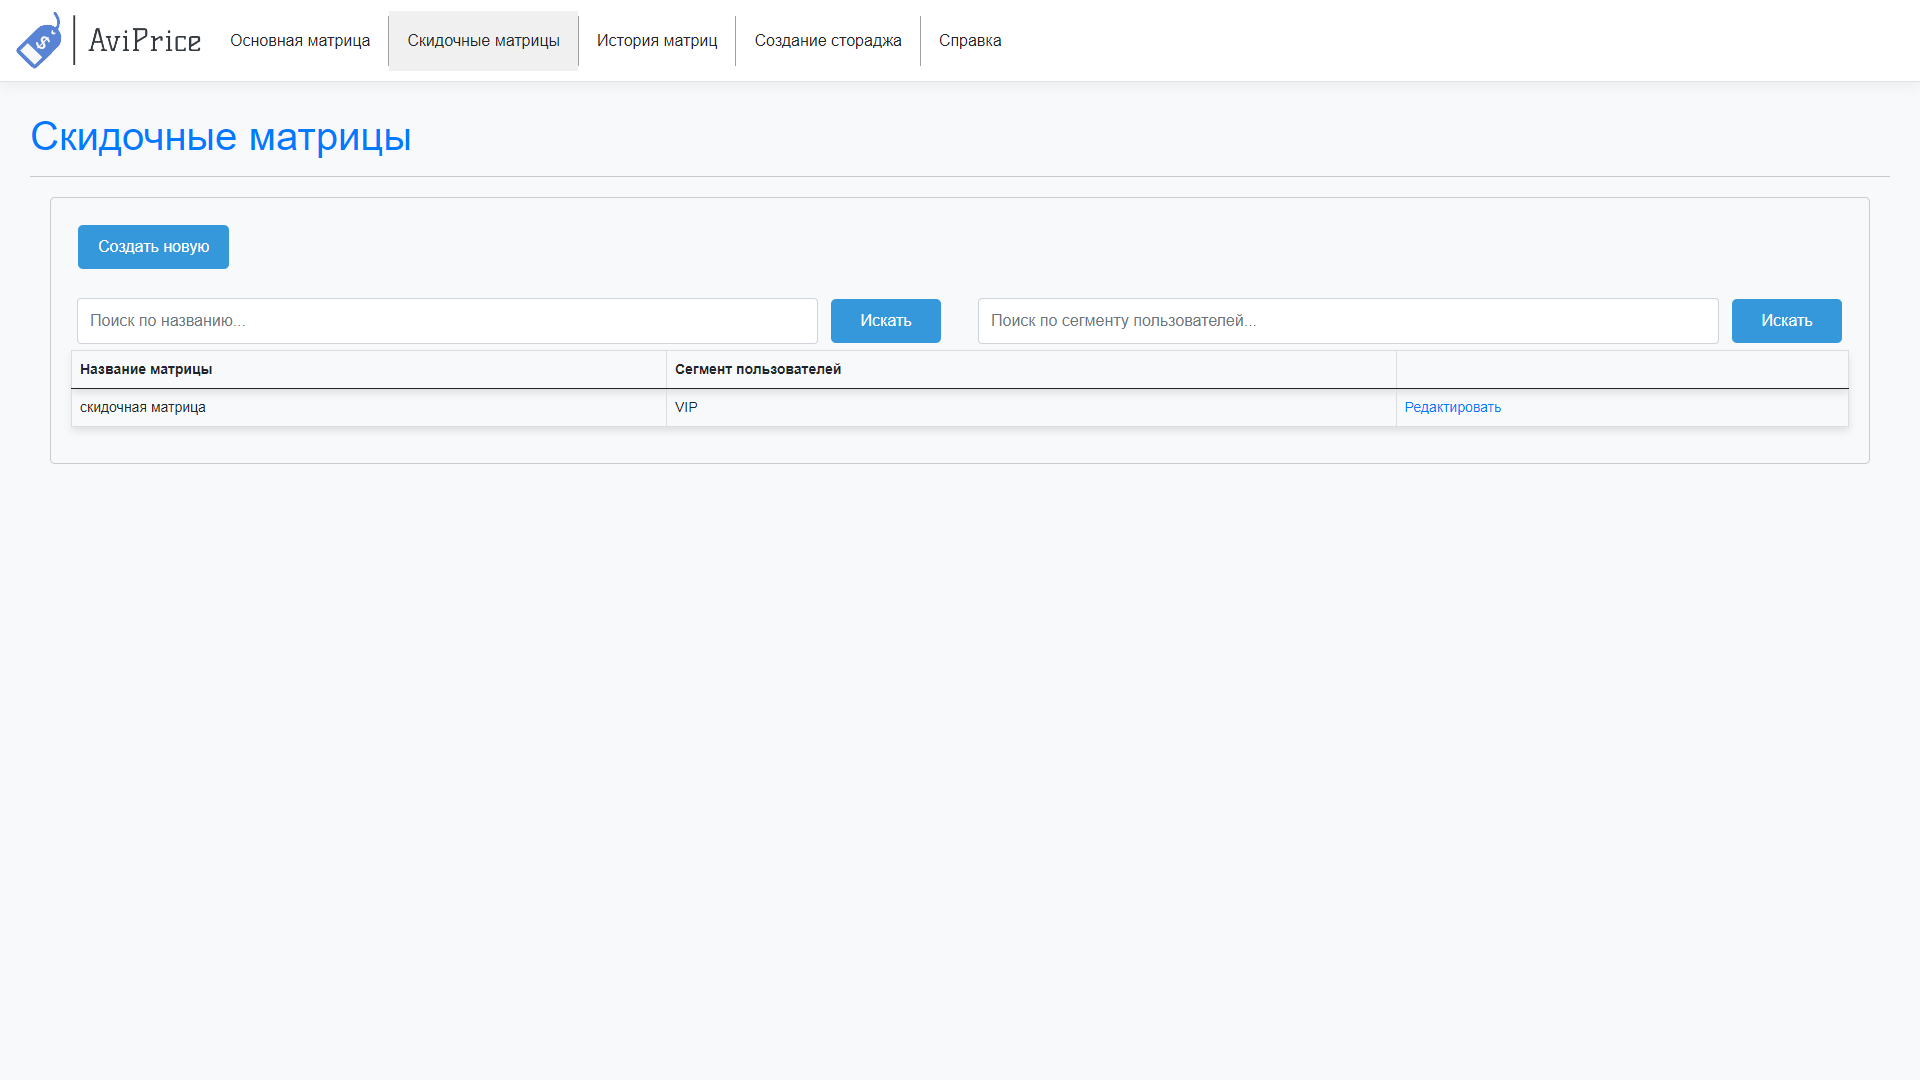 AviPrice Основная матрица Скидочные матрицы История матриц Создание стораджа Справка
Скидочные матрицы
Создать новую
Поиск по названию... Искать Поиск по сегменту пользователей... Искать
Название матрицы Сегмент пользователей
скидочная матрица VIP Редактировать